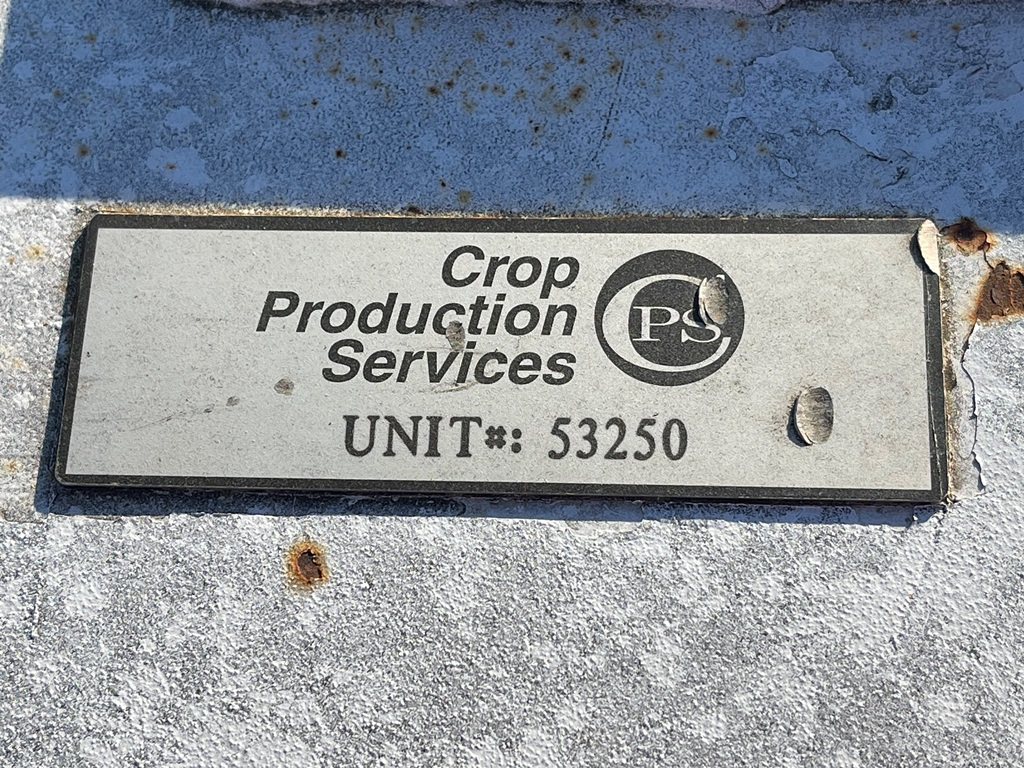 Crop
Production
Services
CPS
UNIT#: 53250